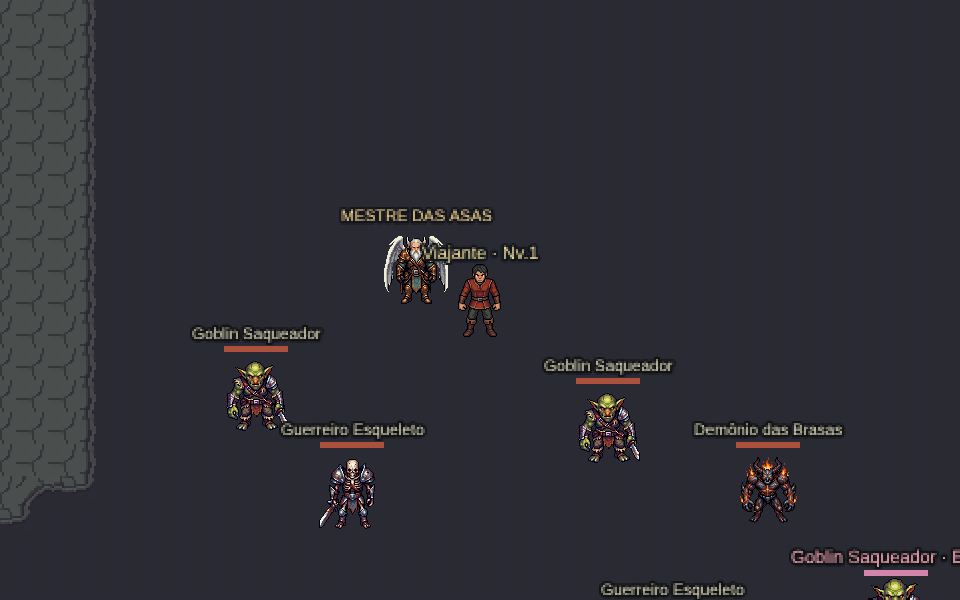 MESTRE DAS ASAS
Viajante · Nv.1
Goblin Saqueador
Goblin Saqueador
Guerreiro Esqueleto
Demônio das Brasas
Goblin Saqueador ·
Guerreiro Esqueleto